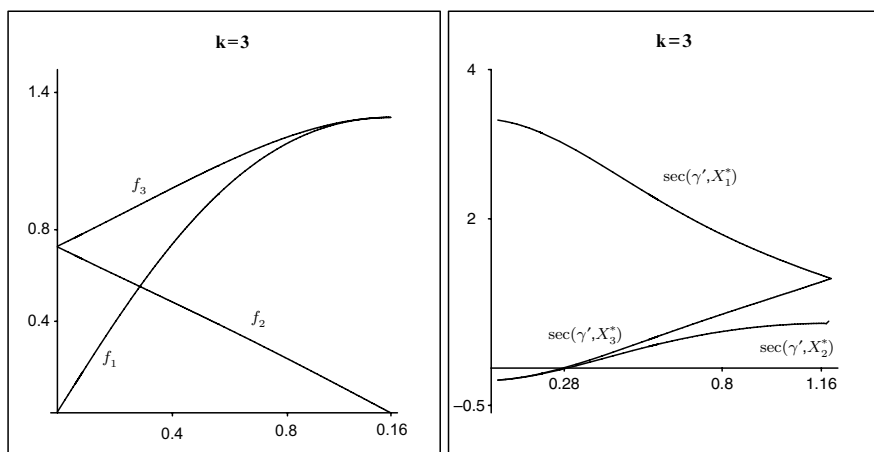 k=3
1.4
f₃
0.8
0.4
f₂
f₁
0.4
0.8
0.16
k=3
4
sec(γ′,X₁*)
2
sec(γ′,X₃*)
sec(γ′,X₂*)
0.28
0.8
1.16
–0.5